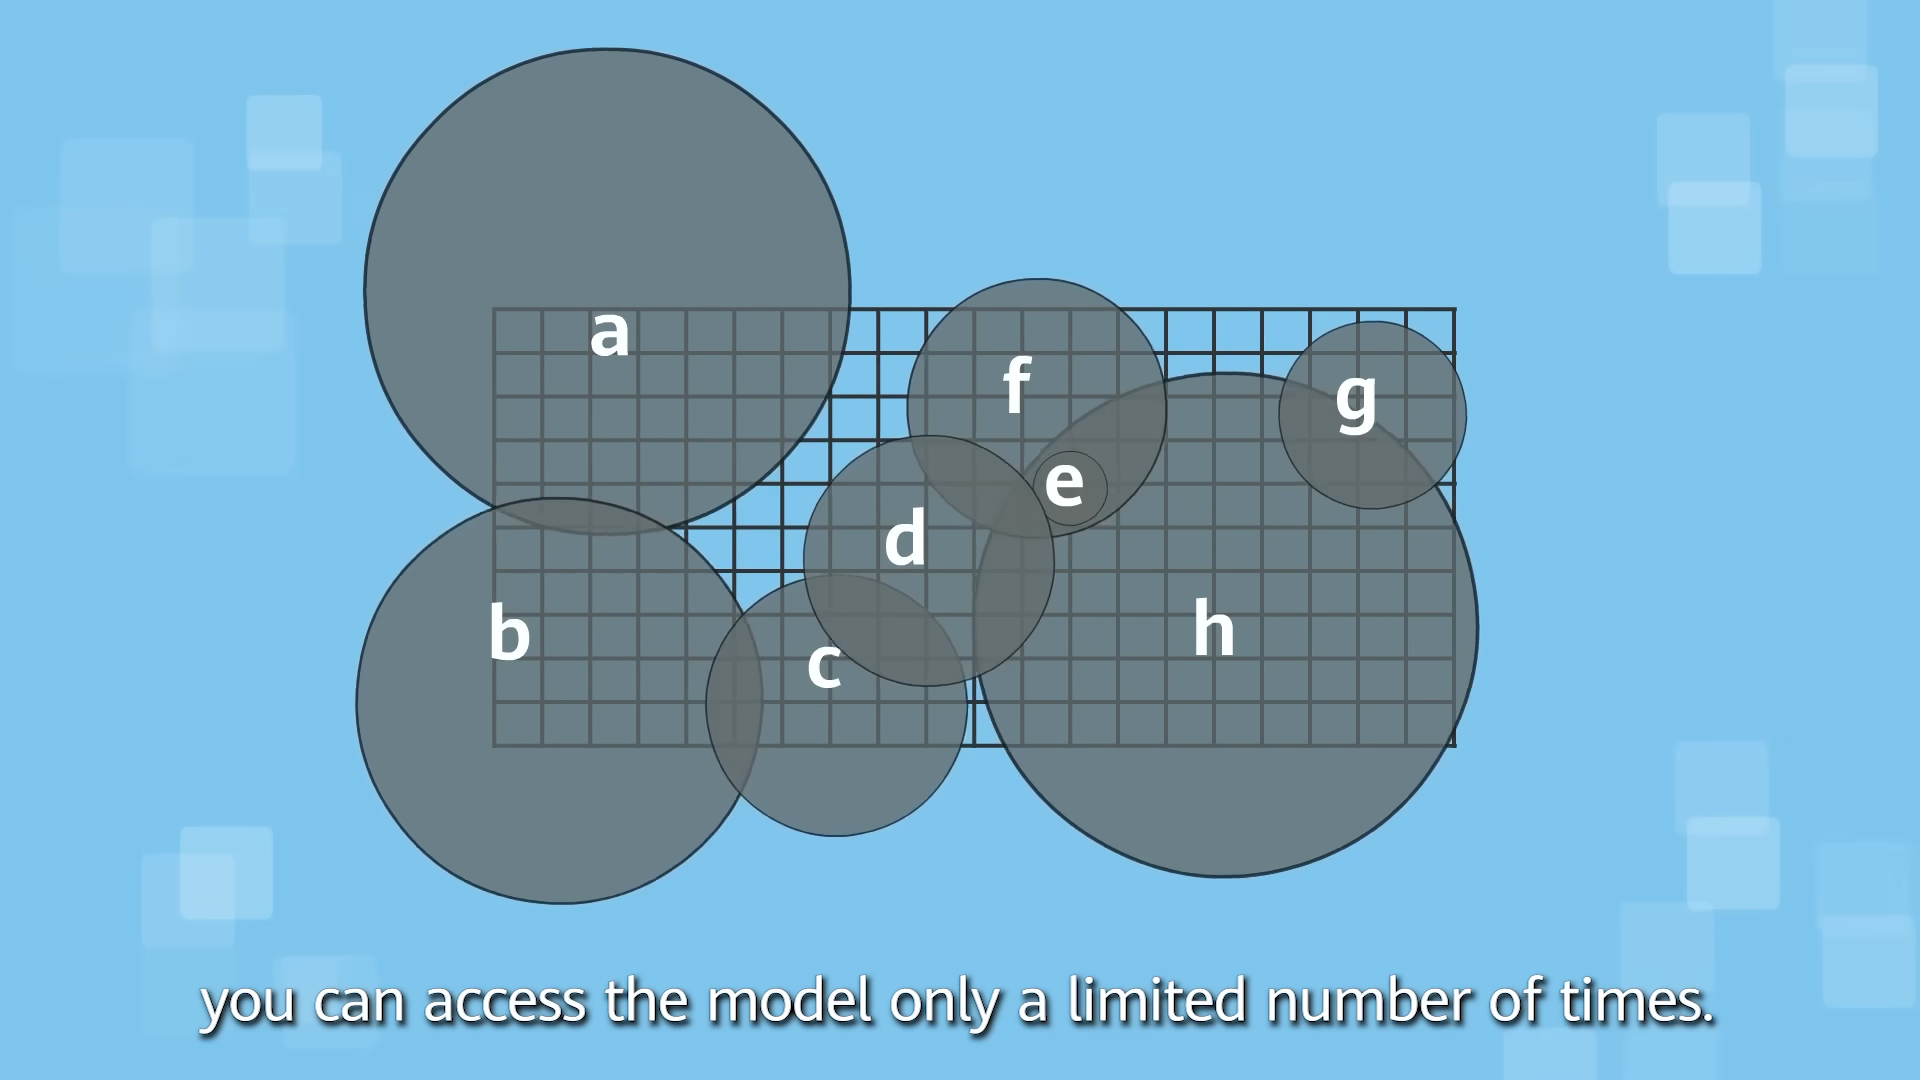 a
f
g
e
d
b
h
c
you can access the model only a limited number of times.